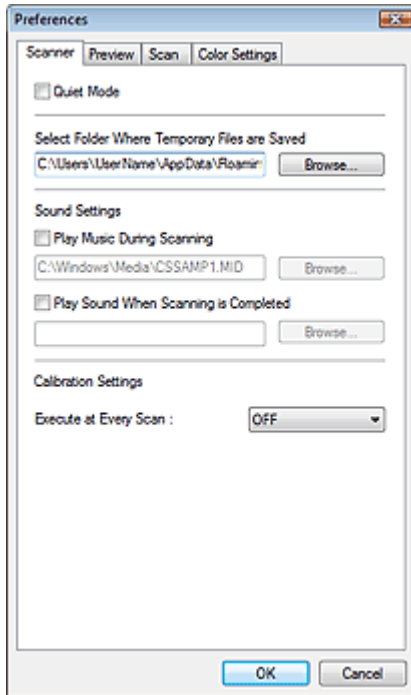 Preferences
Scanner Preview Scan Color Settings
Quiet Mode
Select Folder Where Temporary Files are Saved
C:\Users\UserName\AppData\Roamin Browse...
Sound Settings
Play Music During Scanning
C:\Windows\Media\CSSAMP1.MID Browse...
Play Sound When Scanning is Completed
Browse...
Calibration Settings
Execute at Every Scan : OFF
OK Cancel